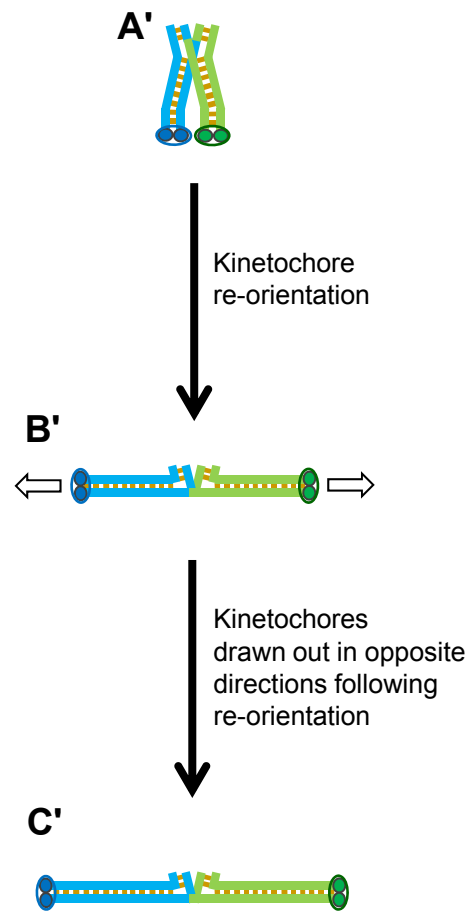 A'
Kinetochore
re-orientation
B'
Kinetochores
drawn out in opposite
directions following
re-orientation
C'